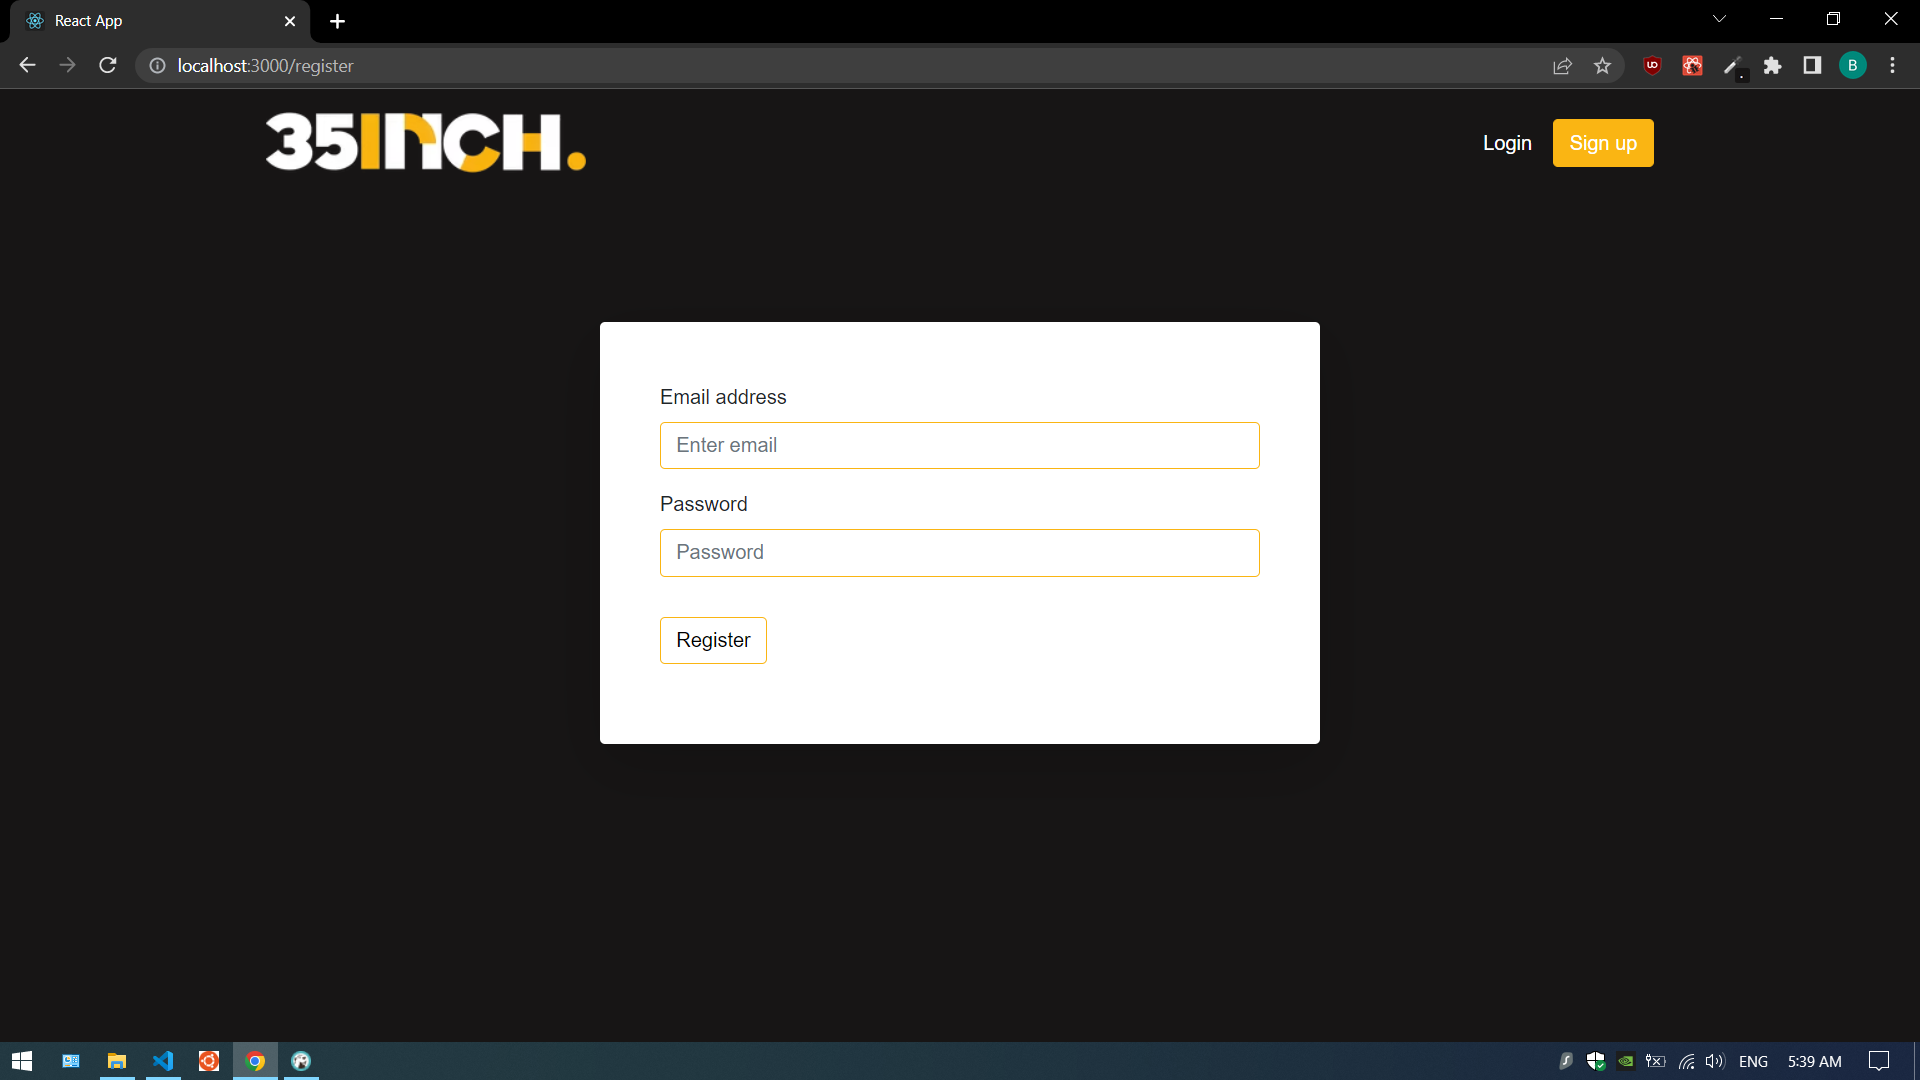 React App
localhost:3000/register
B
35INCH.
Login
Sign up
Email address
Enter email
Password
Password
Register
ENG
5:39 AM